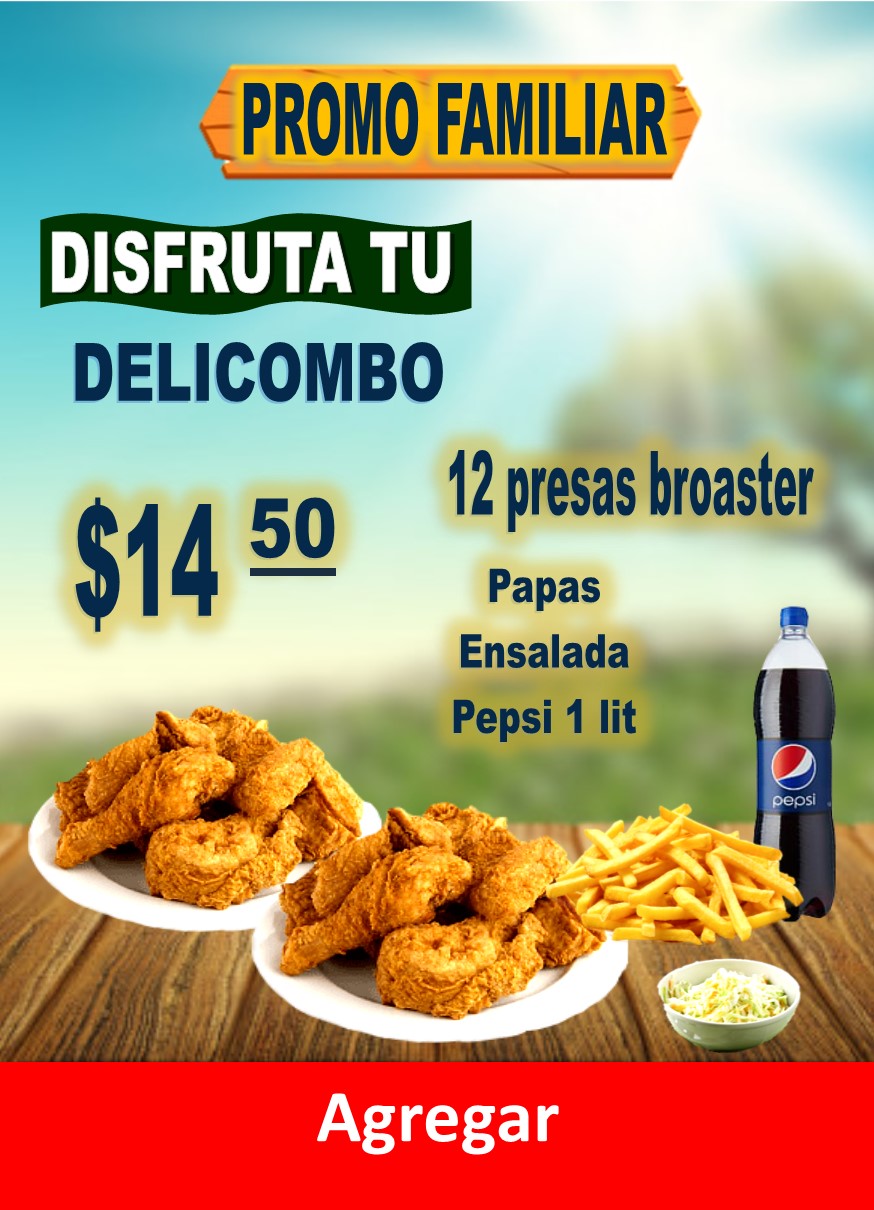 PROMO FAMILIAR
DISFRUTA TU
DELICOMBO
$14 50
12 presas broaster
Papas
Ensalada
Pepsi 1 lit
pepsi
Agregar